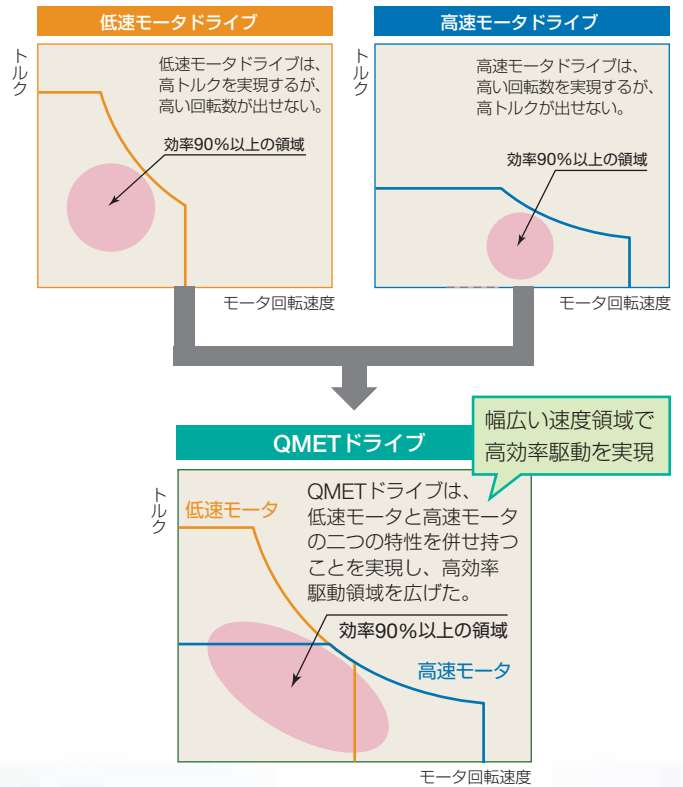 低速モータドライブ
トルク
低速モータドライブは、
高トルクを実現するが、
高い回転数が出せない。
効率90%以上の領域
モータ回転速度
高速モータドライブ
トルク
高速モータドライブは、
高い回転数を実現するが、
高トルクが出せない。
効率90%以上の領域
モータ回転速度
幅広い速度領域で
高効率駆動を実現
QMETドライブ
トルク
低速モータ
QMETドライブは、
低速モータと高速モータ
の二つの特性を併せ持つ
ことを実現し、高効率
駆動領域を広げた。
効率90%以上の領域
高速モータ
モータ回転速度